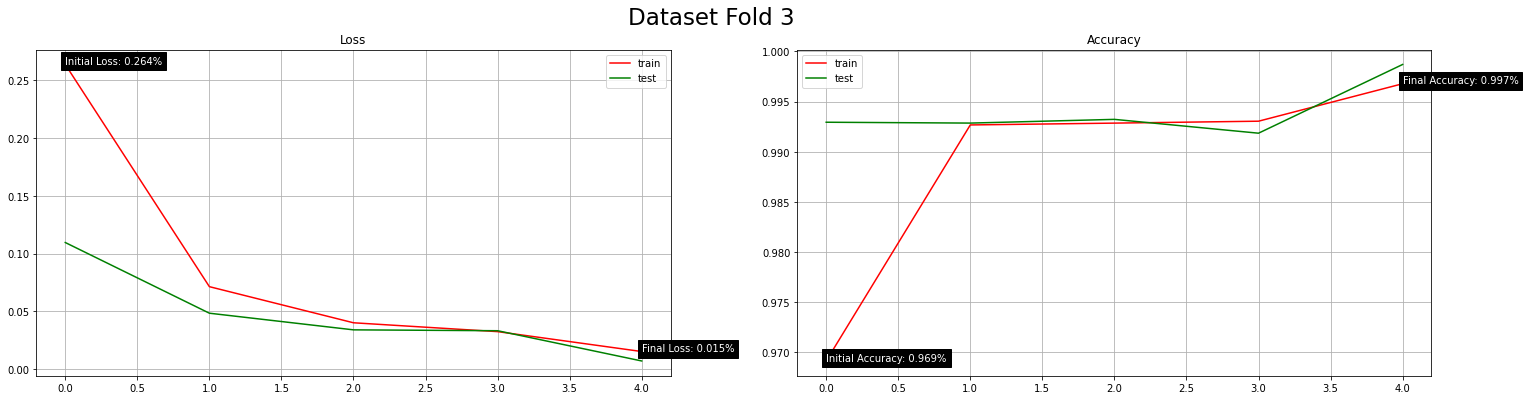 Dataset Fold 3
Loss
Initial Loss: 0.264%
train
test
0.25
0.20
0.15
0.10
0.05
0.00
Final Loss: 0.015%
0.0 0.5 1.0 1.5 2.0 2.5 3.0 3.5 4.0
Accuracy
train
test
1.000
0.995
0.990
0.985
0.980
0.975
0.970
Final Accuracy: 0.997%
Initial Accuracy: 0.969%
0.0 0.5 1.0 1.5 2.0 2.5 3.0 3.5 4.0